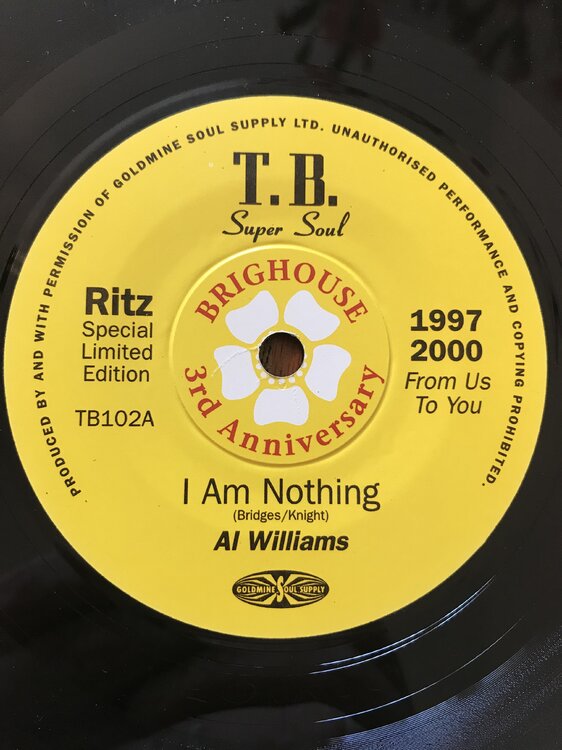 PRODUCED BY AND WITH PERMISSION OF GOLDMINE SOUL SUPPLY LTD. UNAUTHORISED PERFORMANCE AND COPYING PROHIBITED.
T.B.
Super Soul
BRIGHOUSE
3rd Anniversary
Ritz
Special
Limited
Edition
TB102A
1997
2000
From Us
To You
I Am Nothing
(Bridges/Knight)
Al Williams
GOLDMINE SOUL SUPPLY